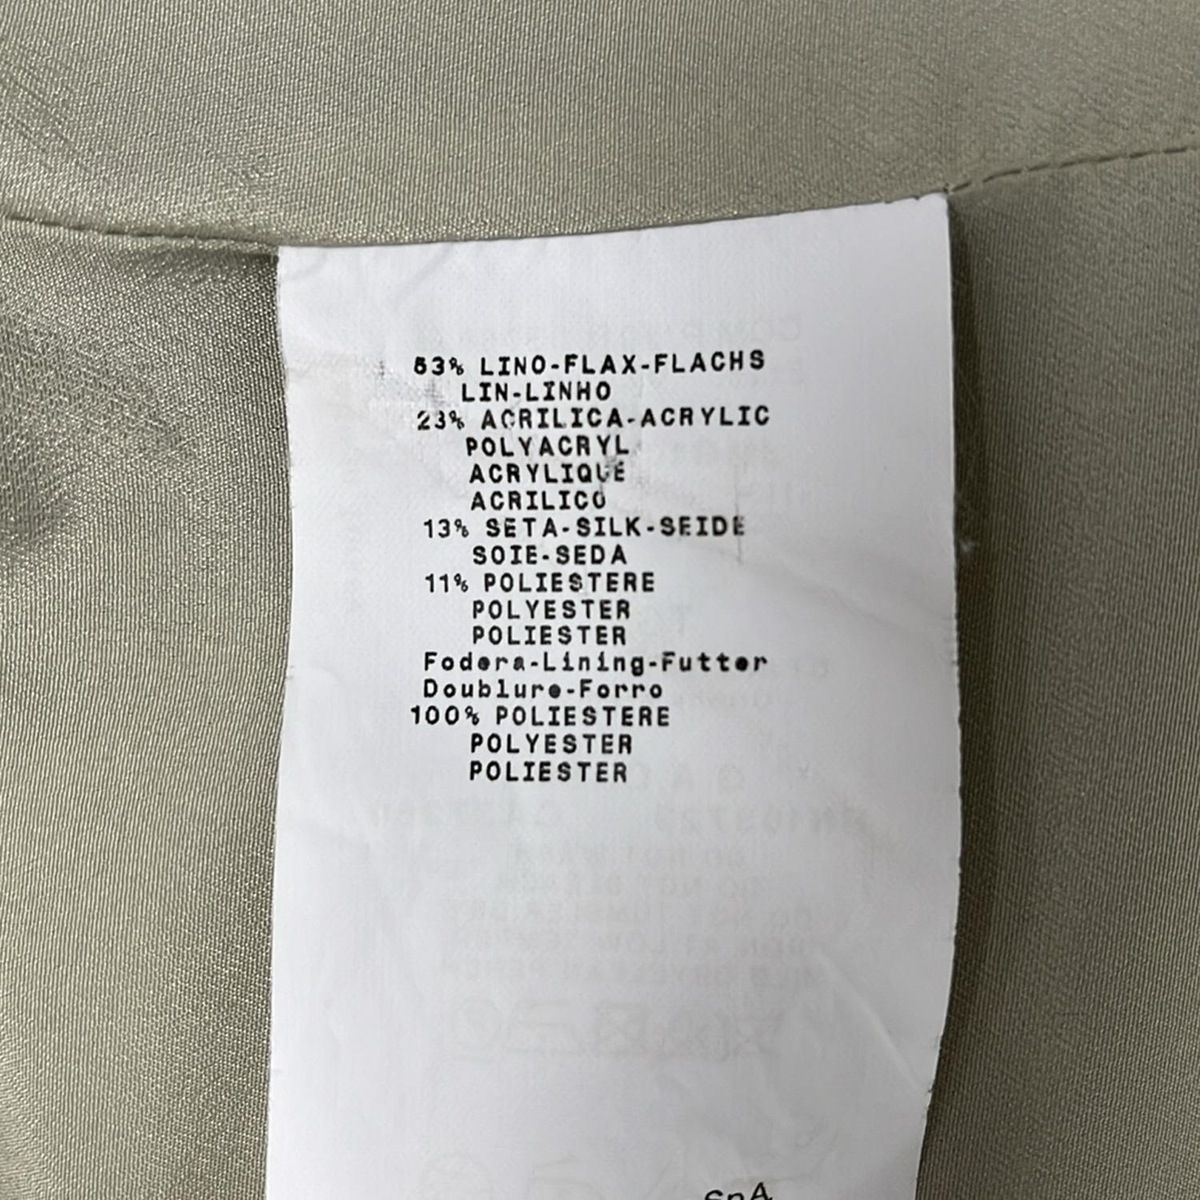 53% LINO-FLAX-FLACHS
LIN-LINHO
23% ACRILICA-ACRYLIC
POLYACRYL
ACRYLIQUE
ACRILICO
13% SETA-SILK-SEIDE
SOIE-SEDA
11% POLIESTERE
POLYESTER
POLIESTER
Fodera-Lining-Futter
Doublure-Forro
100% POLIESTERE
POLYESTER
POLIESTER
SpA